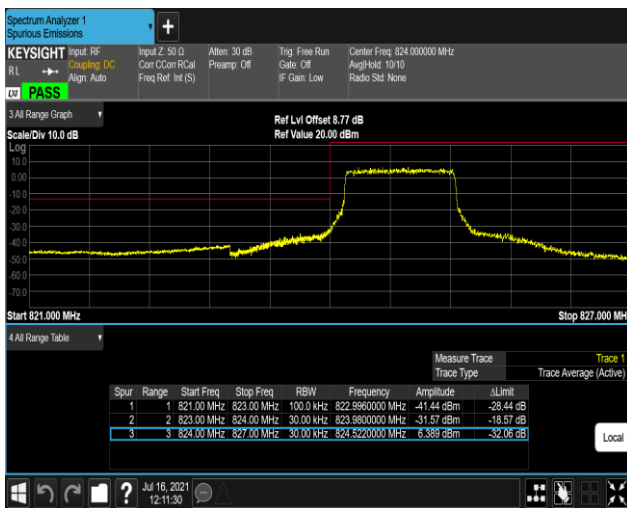 Spectrum Analyzer 1
Spurious Emissions
KEYSIGHT Input: RF Input Z: 50 Ω Atten: 30 dB Trig: Free Run Center Freq: 824.000000 MHz
RL Coupling: DC Corr CCorr RCal Preamp: Off Gate: Off Avg|Hold: 10/10
Align: Auto Freq Ref: Int (S) IF Gain: Low Radio Std: None
LXI PASS
3 All Range Graph Ref Lvl Offset 8.77 dB
Scale/Div 10.0 dB Ref Value 20.00 dBm
Log
10.0
0.00
-10.0
-20.0
-30.0
-40.0
-50.0
-60.0
-70.0
Start 821.000 MHz Stop 827.000 MH
4 All Range Table
Measure Trace Trace 1
Trace Type Trace Average (Active)
Spur Range Start Freq Stop Freq RBW Frequency Amplitude ΔLimit
1 1 821.00 MHz 823.00 MHz 100.0 kHz 822.9960000 MHz -41.44 dBm -28.44 dB
2 2 823.00 MHz 824.00 MHz 30.00 kHz 823.9800000 MHz -31.57 dBm -18.57 dB
3 3 824.00 MHz 827.00 MHz 30.00 kHz 824.5220000 MHz 6.389 dBm -32.06 dB
Local
? Jul 16, 2021
12:11:30